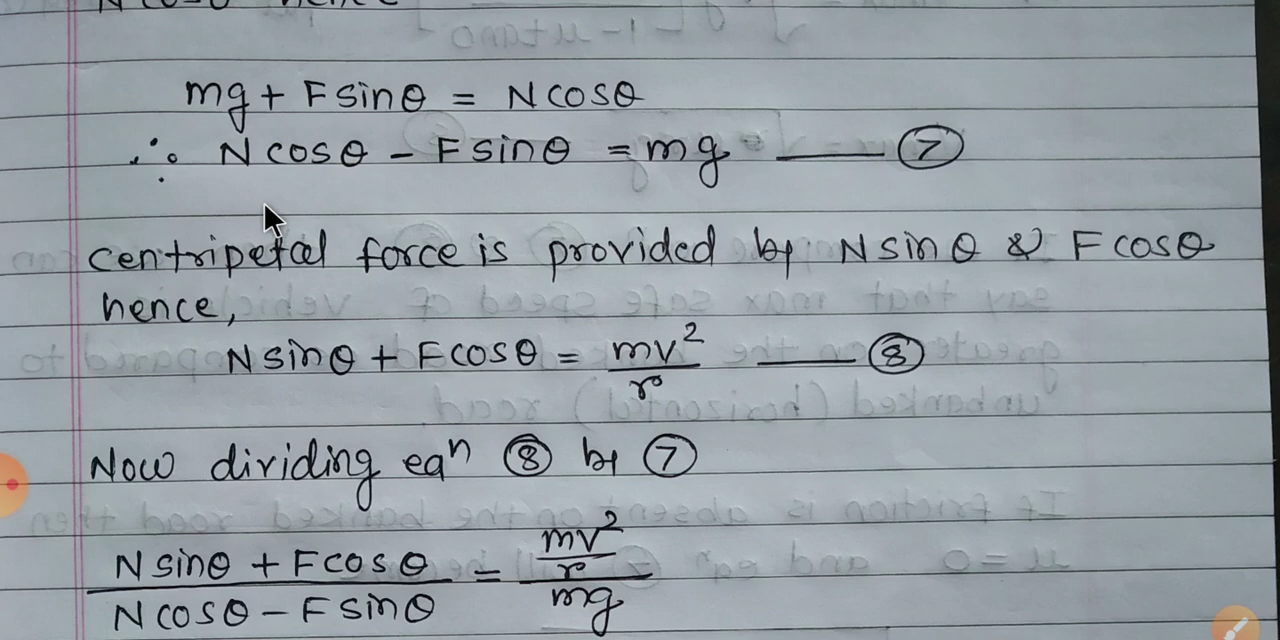 mg + F sinθ = N cosθ
∴ N cosθ - F sinθ = mg —— ⑦
centripetal force is provided by N sinθ & F cosθ
hence,
N sinθ + F cosθ = mv²/r —— ⑧
Now dividing eqⁿ ⑧ by ⑦
(N sinθ + F cosθ)/(N cosθ - F sinθ) = (mv²/r)/mg